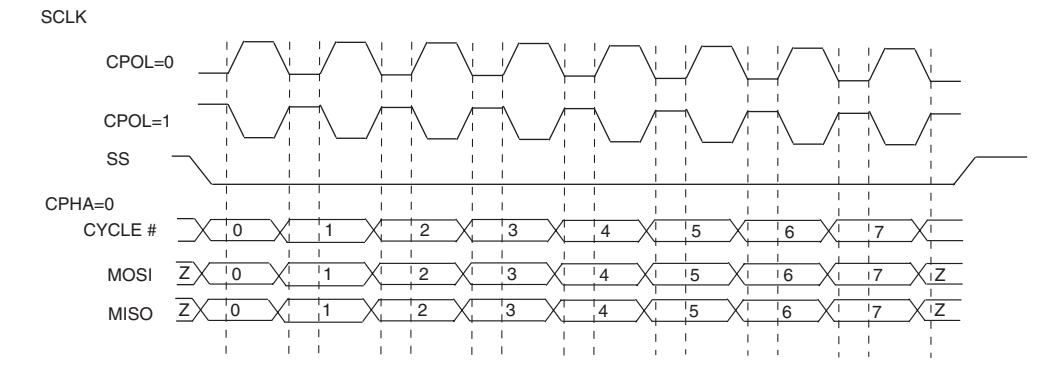 SCLK
CPOL=0
CPOL=1
SS
CPHA=0
CYCLE # 0 1 2 3 4 5 6 7
MOSI Z 0 1 2 3 4 5 6 7 Z
MISO Z 0 1 2 3 4 5 6 7 Z